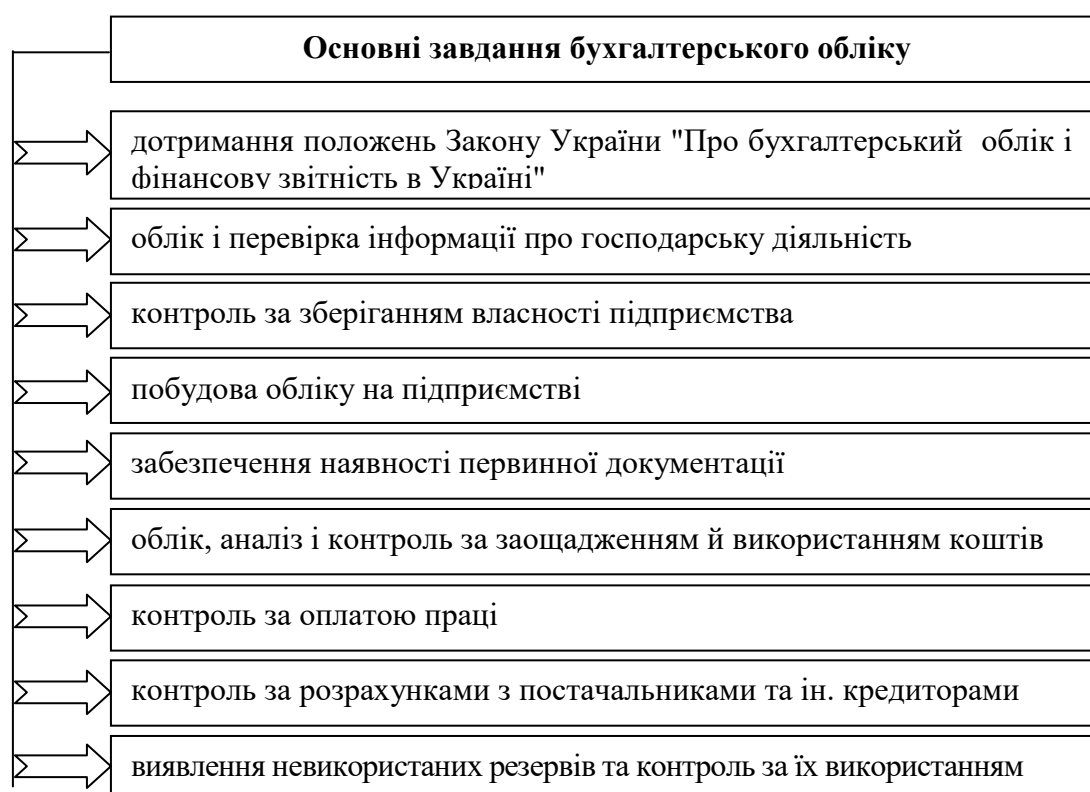 Основні завдання бухгалтерського обліку
дотримання положень Закону України "Про бухгалтерський облік і
фінансову звітність в Україні"
облік і перевірка інформації про господарську діяльність
контроль за зберіганням власності підприємства
побудова обліку на підприємстві
забезпечення наявності первинної документації
облік, аналіз і контроль за заощадженням й використанням коштів
контроль за оплатою праці
контроль за розрахунками з постачальниками та ін. кредиторами
виявлення невикористаних резервів та контроль за їх використанням